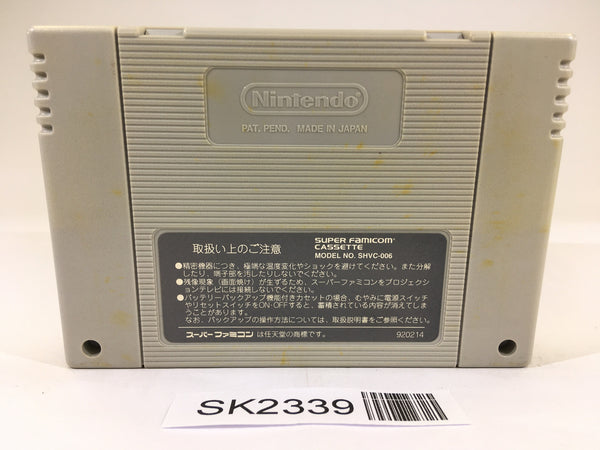 Nintendo
PAT. PEND. MADE IN JAPAN
取扱い上のご注意
SUPER FAMICOM
CASSETTE
MODEL NO. SHVC-006
●精密機器につき、極端な温度変化やショックを避けてください。また分解
したり、端子部を汚したりしないでください。
●残像現象(画面焼け)が生ずるため、スーパーファミコンをプロジェクション
テレビには接続しないでください。
●バッテリーバックアップ機能付きカセットの場合、むやみに電源スイッチ
やリセットスイッチをON・OFFすると、蓄積されている内容が消えてしま
うことがあります。
なお、バックアップの操作方法については、取扱説明書をご参照ください。
スーパーファミコンは任天堂の商標です。
920214
SK2339